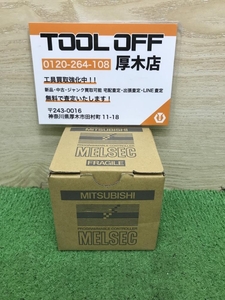 TOOL OFF
0120-264-108 厚木店
工具買取強化中！！
新品・中古・ジャンク買取可能 宅配査定・出張査定・LINE査定
無料で査定いたします！
〒243-0016
神奈川県厚木市田村町 11-18
MITSUBISHI
MELSEC
FRAGILE
MITSUBISHI
PROGRAMMABLE CONTROLLER
MELSEC